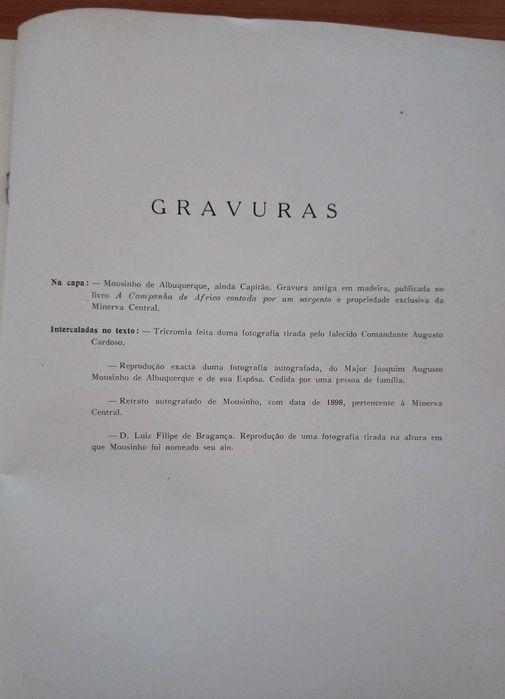 GRAVURAS
Na capa: — Mousinho de Albuquerque, ainda Capitão. Gravura antiga em madeira, publicada no
livro A Campanha de Africa contada por um sargento e propriedade exclusiva da
Minerva Central.
Intercaladas no texto: — Tricromia feita duma fotografia tirada pelo falecido Comandante Augusto
Cardoso.
— Reprodução exacta duma fotografia autografada, do Major Joaquim Augusto
Mousinho de Albuquerque e de sua Espôsa. Cedida por uma pessoa de família.
— Retrato autografado de Mousinho, com data de 1898, pertencente à Minerva
Central.
— D. Luiz Filipe de Bragança. Reprodução de uma fotografia tirada na altura em
que Mousinho foi nomeado seu aio.